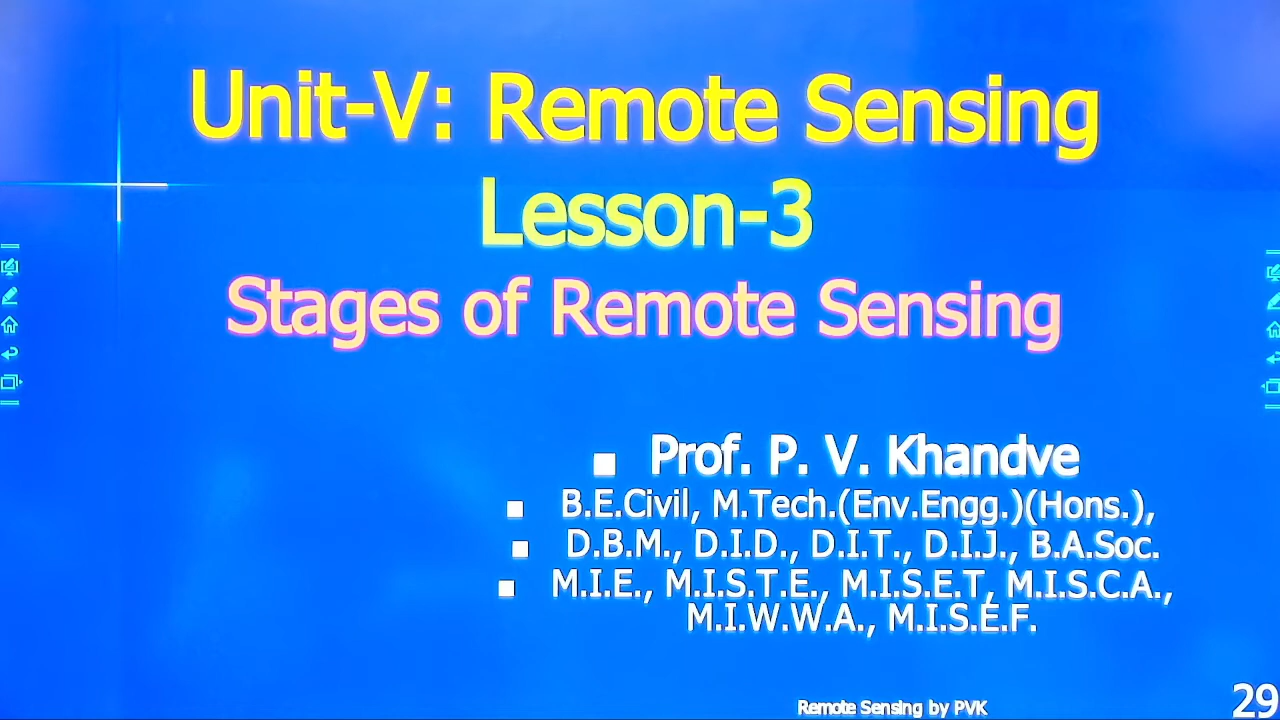 Unit-V: Remote Sensing
Lesson-3
Stages of Remote Sensing
■ Prof. P. V. Khandve
■ B.E.Civil, M.Tech.(Env.Engg.)(Hons.),
■ D.B.M., D.I.D., D.I.T., D.I.J., B.A.Soc.
■ M.I.E., M.I.S.T.E., M.I.S.E.T, M.I.S.C.A.,
M.I.W.W.A., M.I.S.E.F.
Remote Sensing by PVK
29